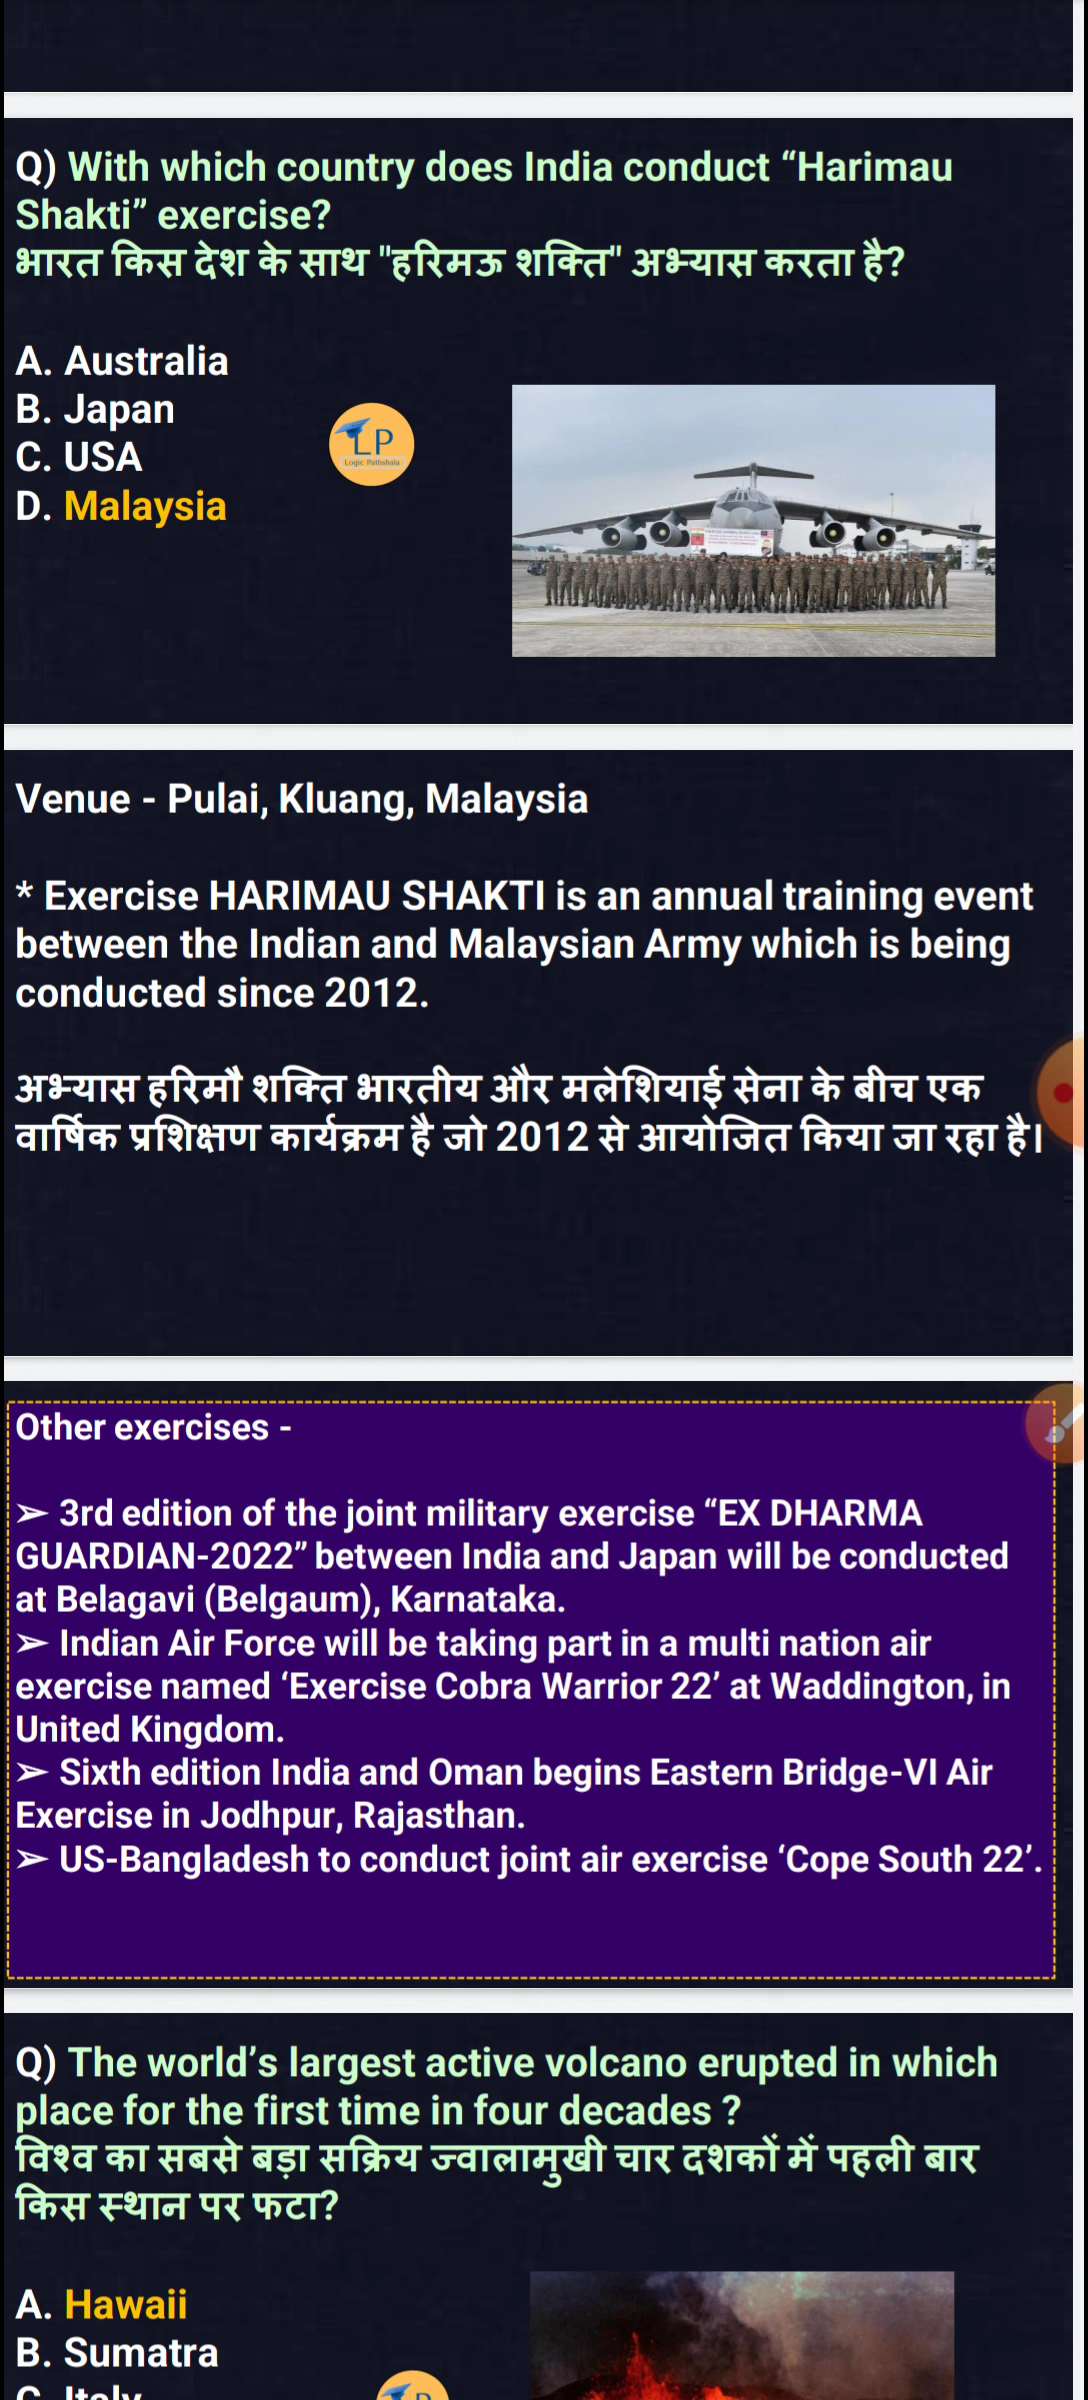 Q) With which country does India conduct “Harimau
Shakti” exercise?
भारत किस देश के साथ "हरिमऊ शक्ति" अभ्यास करता है?
A. Australia
B. Japan
C. USA
D. Malaysia
LP
Logic Pathshala
Venue - Pulai, Kluang, Malaysia
* Exercise HARIMAU SHAKTI is an annual training event
between the Indian and Malaysian Army which is being
conducted since 2012.
अभ्यास हरिमौ शक्ति भारतीय और मलेशियाई सेना के बीच एक
वार्षिक प्रशिक्षण कार्यक्रम है जो 2012 से आयोजित किया जा रहा है।
Other exercises -
➢ 3rd edition of the joint military exercise “EX DHARMA
GUARDIAN-2022” between India and Japan will be conducted
at Belagavi (Belgaum), Karnataka.
➢ Indian Air Force will be taking part in a multi nation air
exercise named ‘Exercise Cobra Warrior 22’ at Waddington, in
United Kingdom.
➢ Sixth edition India and Oman begins Eastern Bridge-VI Air
Exercise in Jodhpur, Rajasthan.
➢ US-Bangladesh to conduct joint air exercise ‘Cope South 22’.
Q) The world’s largest active volcano erupted in which
place for the first time in four decades ?
विश्व का सबसे बड़ा सक्रिय ज्वालामुखी चार दशकों में पहली बार
किस स्थान पर फटा?
A. Hawaii
B. Sumatra
C. Italy